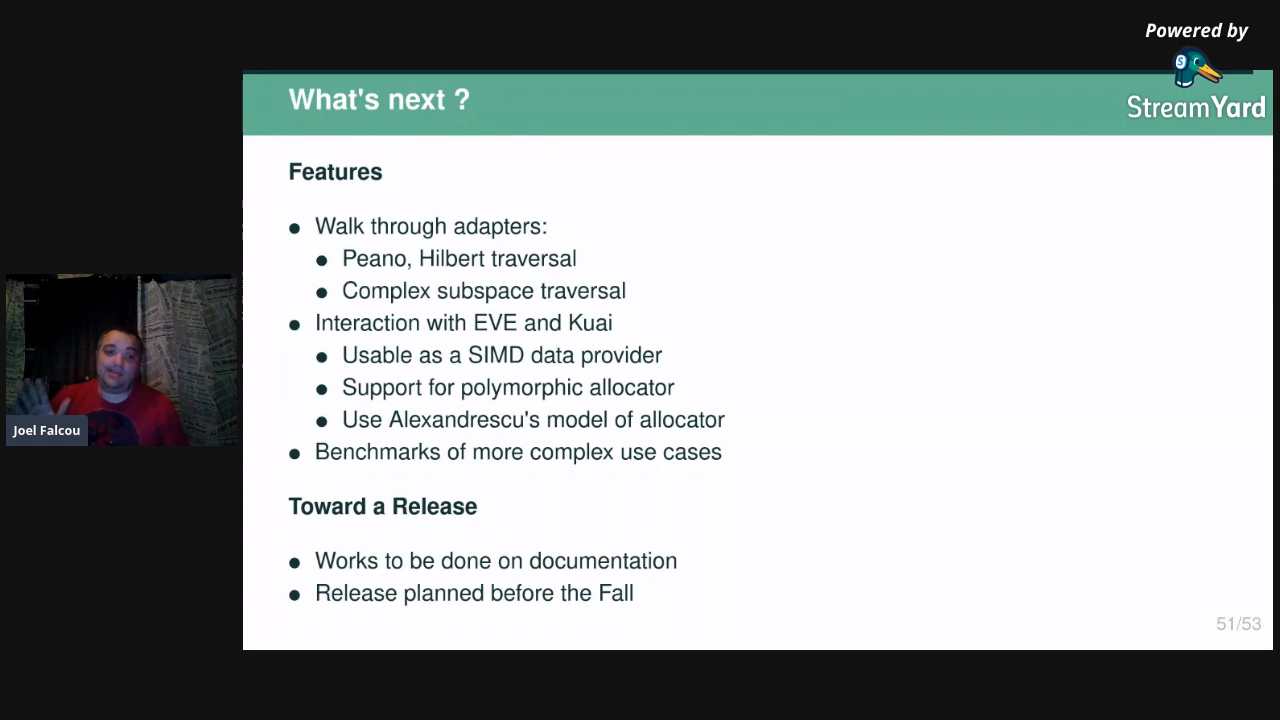 Powered by
StreamYard
What's next ?
Features
● Walk through adapters:
● Peano, Hilbert traversal
● Complex subspace traversal
● Interaction with EVE and Kuai
● Usable as a SIMD data provider
● Support for polymorphic allocator
● Use Alexandrescu's model of allocator
● Benchmarks of more complex use cases
Toward a Release
● Works to be done on documentation
● Release planned before the Fall
51/53
Joel Falcou